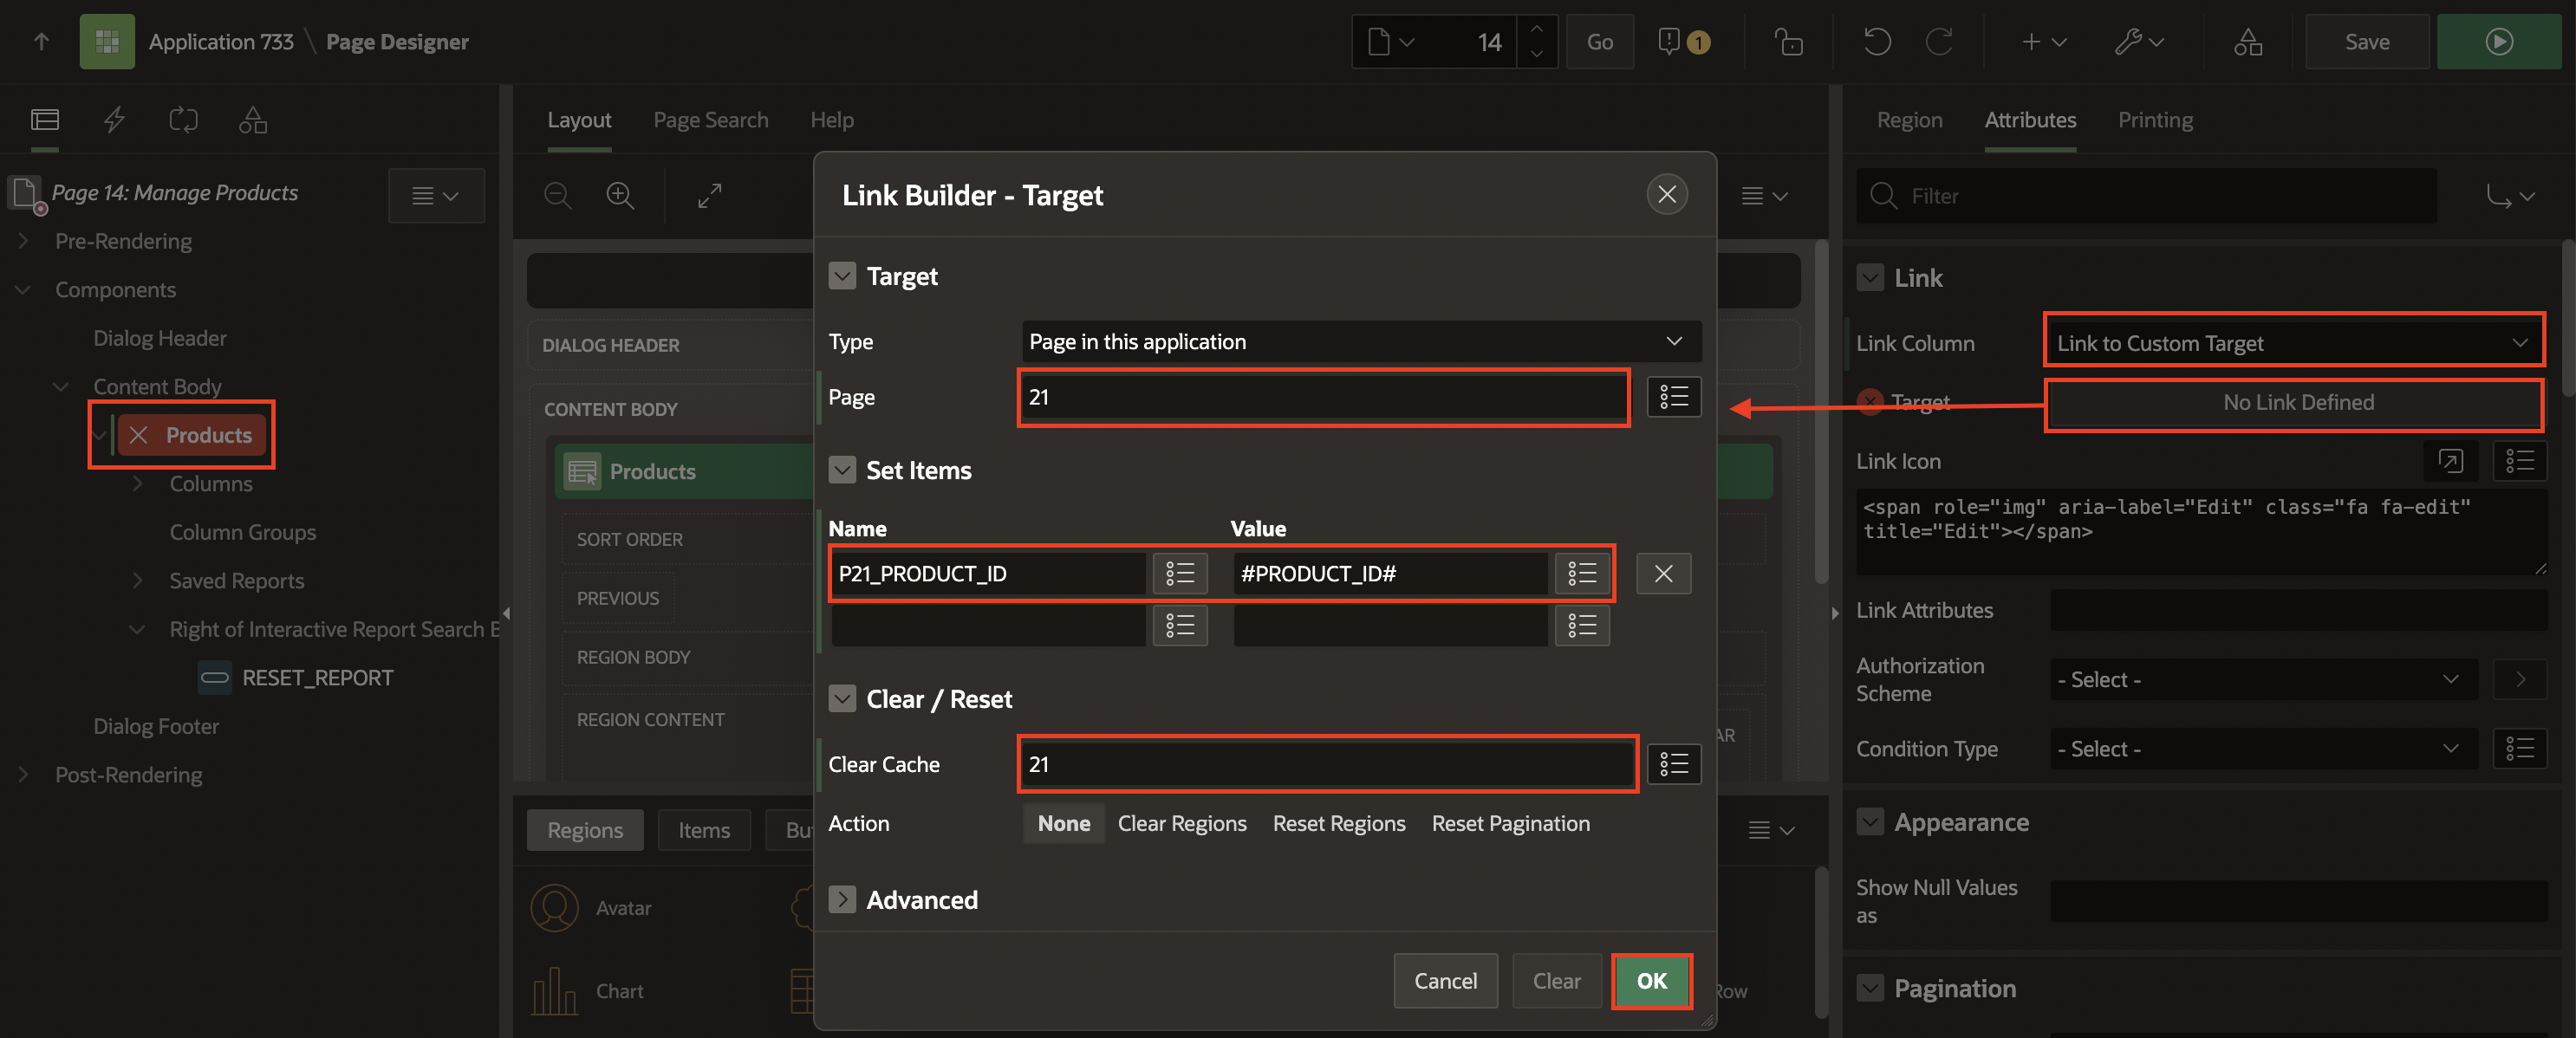 Application 733 \ Page Designer
14
Go
1
Save
Layout
Page Search
Help
Region
Attributes
Printing
Page 14: Manage Products
Pre-Rendering
Components
Dialog Header
Content Body
Products
Columns
Column Groups
Saved Reports
Right of Interactive Report Search B
RESET_REPORT
Dialog Footer
Post-Rendering
DIALOG HEADER
CONTENT BODY
Products
SORT ORDER
PREVIOUS
REGION BODY
REGION CONTENT
AR
Regions
Items
Bu
Avatar
Chart
Row
Link Builder - Target
Target
Type
Page in this application
Page
21
Set Items
Name
Value
P21_PRODUCT_ID
#PRODUCT_ID#
Clear / Reset
Clear Cache
21
Action
None
Clear Regions
Reset Regions
Reset Pagination
Advanced
Cancel
Clear
OK
Filter
Link
Link Column
Link to Custom Target
Target
No Link Defined
Link Icon
<span role="img" aria-label="Edit" class="fa fa-edit"
title="Edit"></span>
Link Attributes
Authorization
Scheme
- Select -
Condition Type
- Select -
Appearance
Show Null Values
as
Pagination